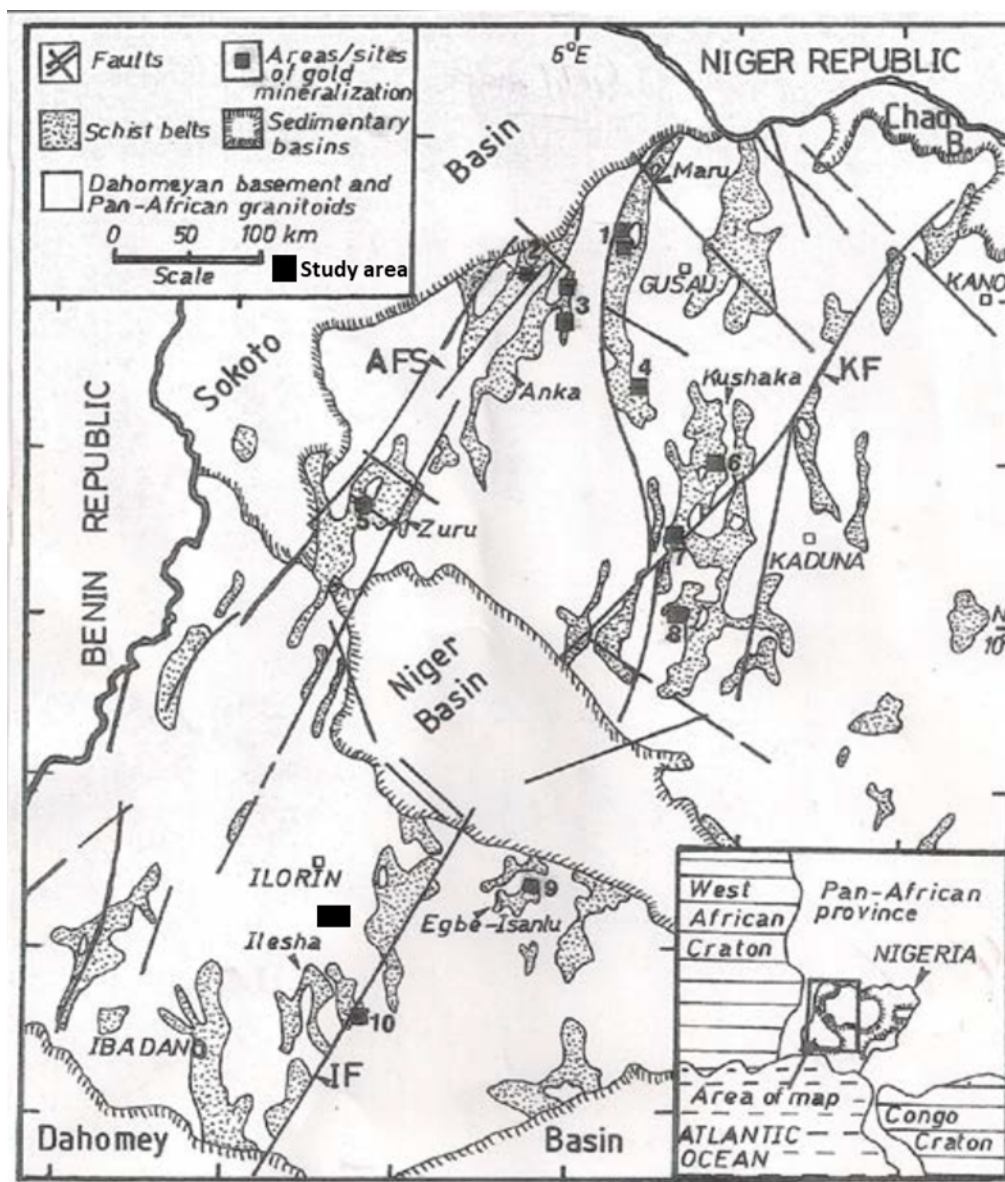 Faults
Areas/sites
of gold
mineralization
Schist belts
Sedimentary
basins
Dahomeyan basement and
Pan-African granitoids
0 50 100 km
Scale
Study area
6°E
NIGER REPUBLIC
Chad
B.
Basin
Maru
1
2
GUSAU
3
KANO
AFS
4
Kushaka
KF
Sokoto
Anka
BENIN REPUBLIC
6
5
Zuru
7
KADUNA
8
N
10
Niger
Basin
ILORIN
9
Egbe-Isanlu
Ilesha
10
IBADAN
IF
Dahomey
Basin
West
African
Craton
Pan-African
province
NIGERIA
Area of map
ATLANTIC
OCEAN
Congo
Craton